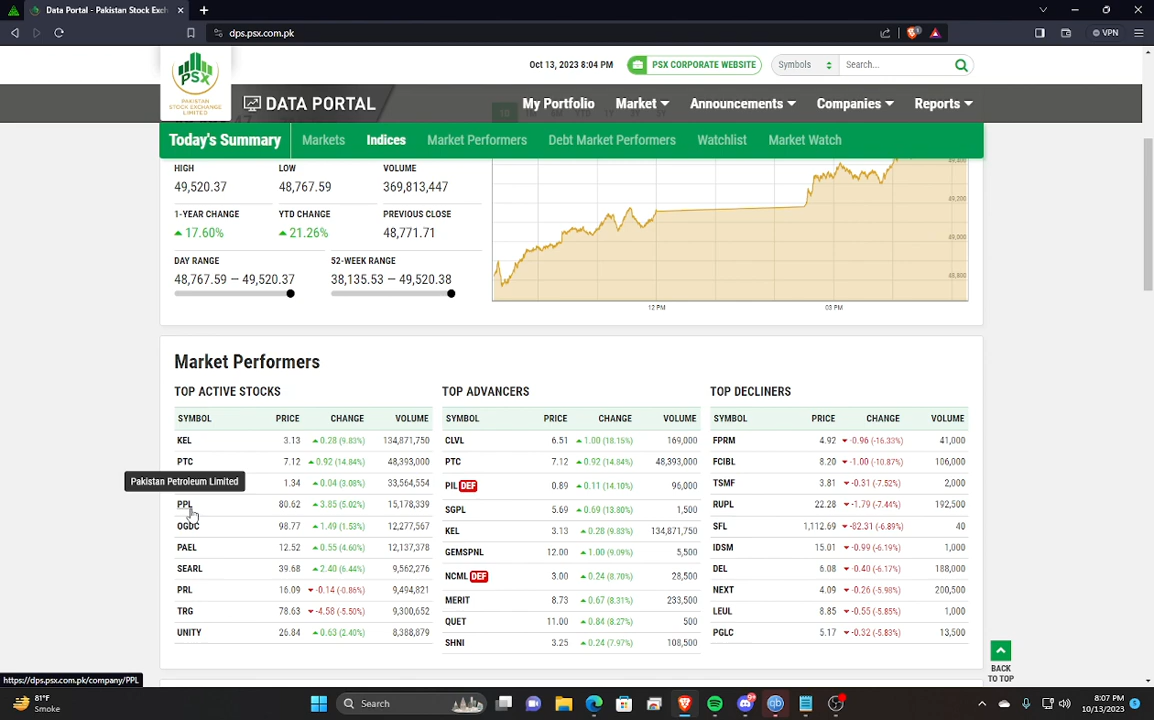 Data Portal - Pakistan Stock Exch
dps.psx.com.pk
VPN
PSX
PAKISTAN
STOCK EXCHANGE
LIMITED
Oct 13, 2023 8:04 PM
PSX CORPORATE WEBSITE
Symbols
Search...
DATA PORTAL
My Portfolio
Market
Announcements
Companies
Reports
Today's Summary
Markets
Indices
Market Performers
Debt Market Performers
Watchlist
Market Watch
HIGH LOW VOLUME
49,520.37 48,767.59 369,813,447
1-YEAR CHANGE YTD CHANGE PREVIOUS CLOSE
17.60% 21.26% 48,771.71
DAY RANGE 52-WEEK RANGE
48,767.59 — 49,520.37 38,135.53 — 49,520.38
49,400
49,200
49,000
48,800
12 PM 03 PM
Market Performers
TOP ACTIVE STOCKS
SYMBOL PRICE CHANGE VOLUME
KEL 3.13 0.28 (9.83%) 134,871,750
PTC 7.12 0.92 (14.84%) 48,393,000
Pakistan Petroleum Limited
1.34 0.04 (3.08%) 33,564,554
PPL 80.62 3.85 (5.02%) 15,178,339
OGDC 98.77 1.49 (1.53%) 12,277,567
PAEL 12.52 0.55 (4.60%) 12,137,378
SEARL 39.68 2.40 (6.44%) 9,562,276
PRL 16.09 -0.14 (-0.86%) 9,494,821
TRG 78.63 -4.58 (-5.50%) 9,300,652
UNITY 26.84 0.63 (2.40%) 8,388,879
TOP ADVANCERS
SYMBOL PRICE CHANGE VOLUME
CLVL 6.51 1.00 (18.15%) 169,000
PTC 7.12 0.92 (14.84%) 48,393,000
PIL DEF 0.89 0.11 (14.10%) 96,000
SGPL 5.69 0.69 (13.80%) 1,500
KEL 3.13 0.28 (9.83%) 134,871,750
GEMSPNL 12.00 1.00 (9.09%) 5,500
NCML DEF 3.00 0.24 (8.70%) 28,500
MERIT 8.73 0.67 (8.31%) 233,500
QUET 11.00 0.84 (8.27%) 500
SHNI 3.25 0.24 (7.97%) 108,500
TOP DECLINERS
SYMBOL PRICE CHANGE VOLUME
FPRM 4.92 -0.96 (-16.33%) 41,000
FCIBL 8.20 -1.00 (-10.87%) 106,000
TSMF 3.81 -0.31 (-7.52%) 2,000
RUPL 22.28 -1.79 (-7.44%) 192,500
SFL 1,112.69 -82.31 (-6.89%) 40
IDSM 15.01 -0.99 (-6.19%) 1,000
DEL 6.08 -0.40 (-6.17%) 188,000
NEXT 4.09 -0.26 (-5.98%) 200,500
LEUL 8.85 -0.55 (-5.85%) 1,000
PGLC 5.17 -0.32 (-5.83%) 13,500
BACK
TO TOP
https://dps.psx.com.pk/company/PPL
81°F
Smoke
Search
8:07 PM
10/13/2023